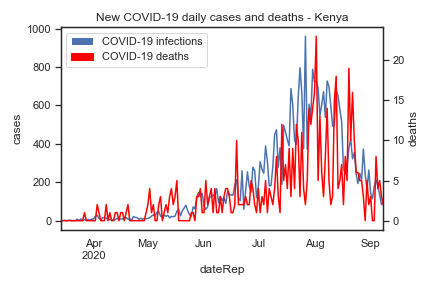 New COVID-19 daily cases and deaths - Kenya
COVID-19 infections
COVID-19 deaths
1000
800
600
400
200
0
cases
20
15
10
5
0
deaths
Apr
2020
May
Jun
Jul
Aug
Sep
dateRep